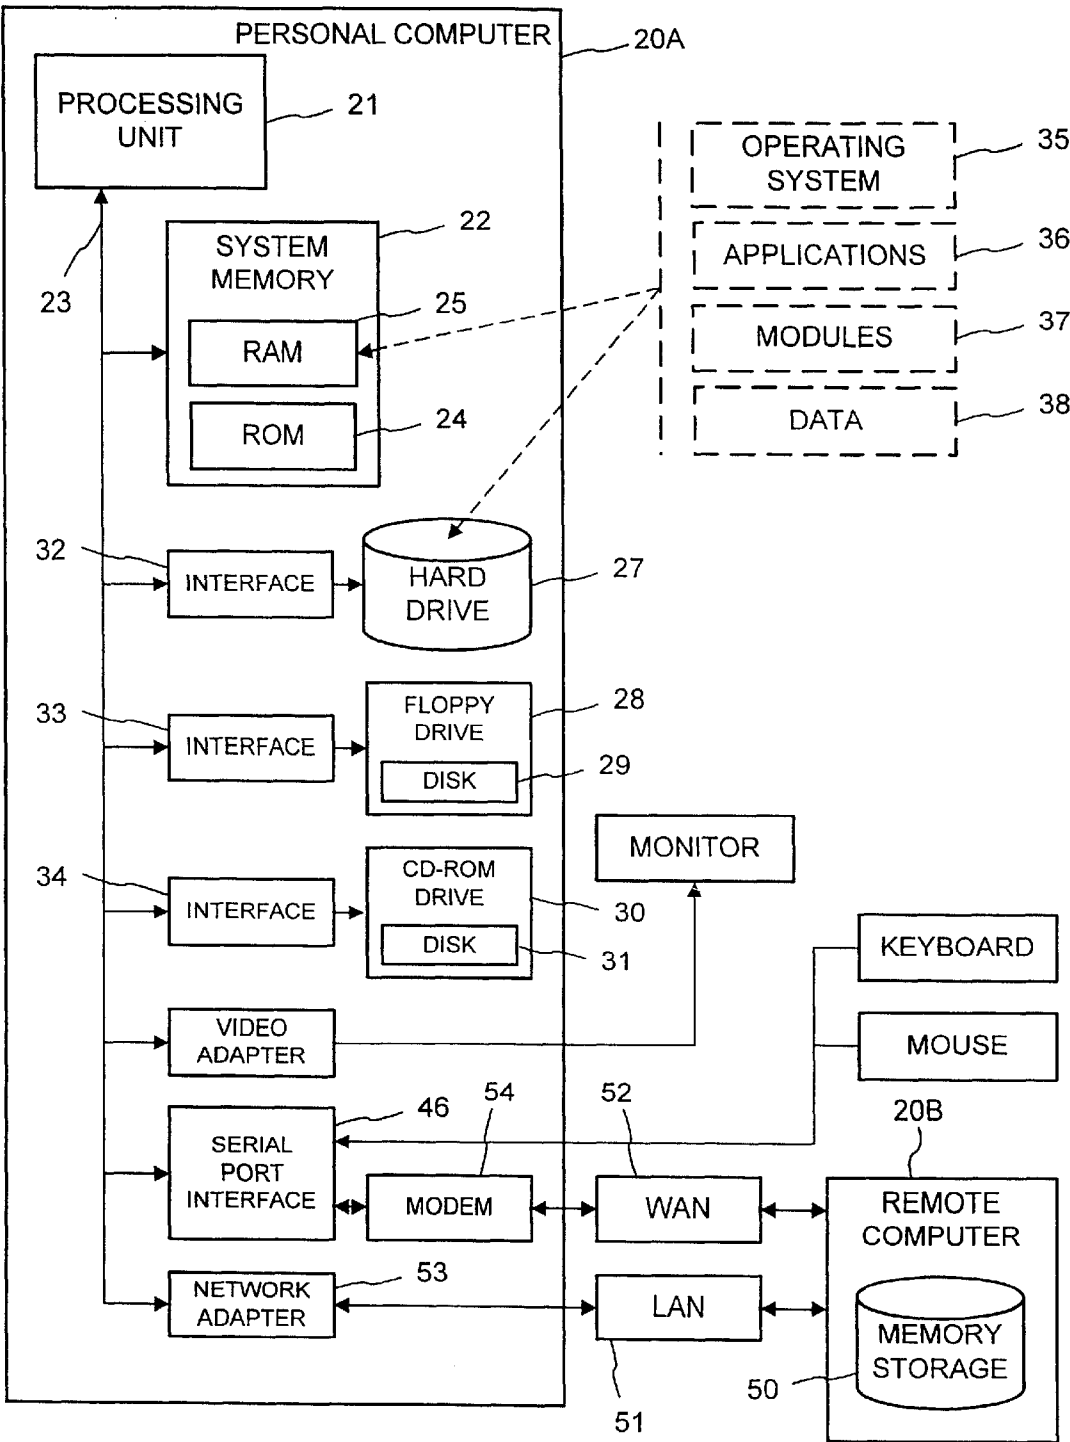 PERSONAL COMPUTER
20A
PROCESSING
UNIT
21
23
SYSTEM
MEMORY
22
25
RAM
ROM
24
OPERATING
SYSTEM
35
APPLICATIONS
36
MODULES
37
DATA
38
32
INTERFACE
HARD
DRIVE
27
33
INTERFACE
FLOPPY
DRIVE
28
DISK
29
34
INTERFACE
CD-ROM
DRIVE
30
DISK
31
MONITOR
KEYBOARD
MOUSE
VIDEO
ADAPTER
46
SERIAL
PORT
INTERFACE
54
MODEM
52
WAN
20B
REMOTE
COMPUTER
MEMORY
STORAGE
50
NETWORK
ADAPTER
53
LAN
51